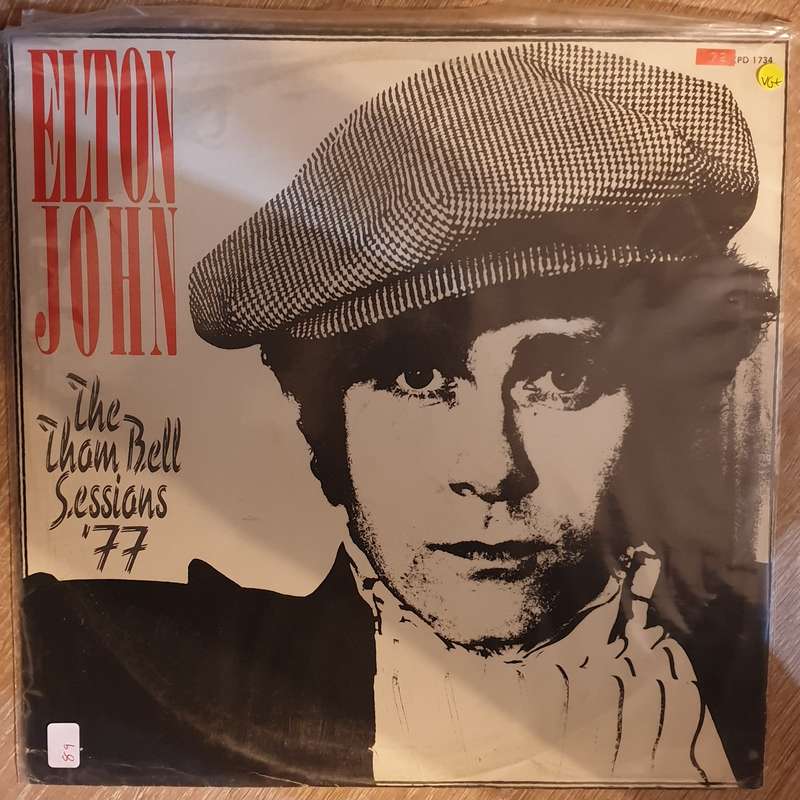 ELTON
JOHN
The
Thom Bell
Sessions
'77
PD 1734
VG+
89